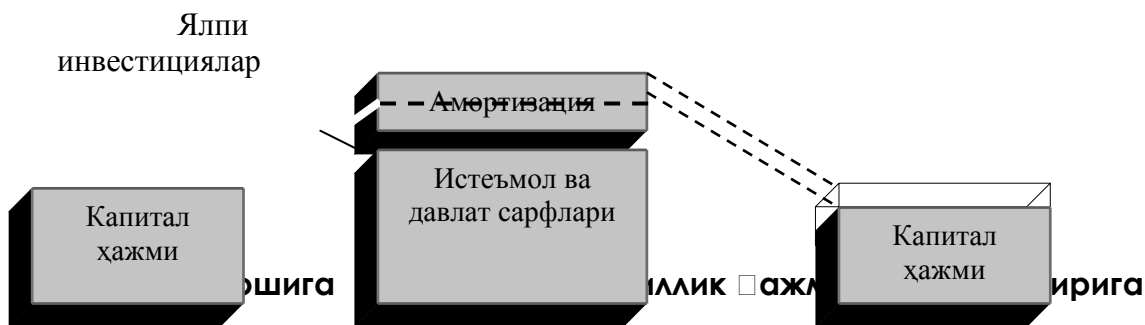 Ялпи
инвестициялар
Амортизация
Истеъмол ва
давлат сарфлари
Капитал
ҳажми
Капитал
ҳажми